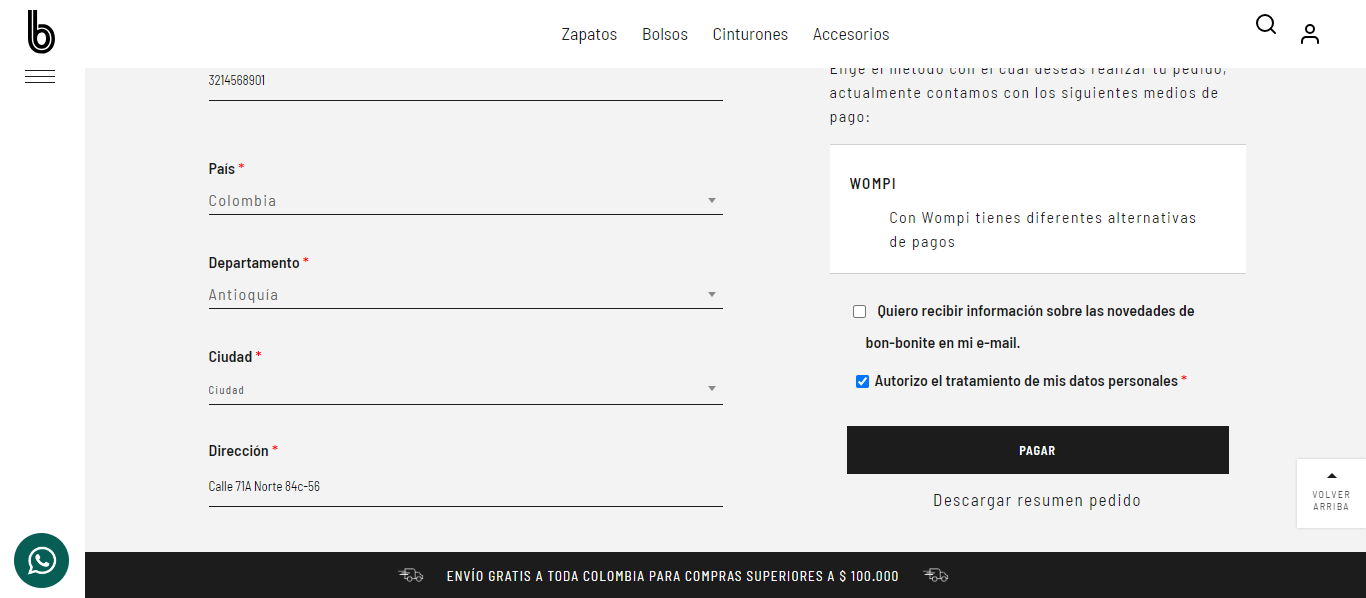 b
Zapatos Bolsos Cinturones Accesorios
3214568901
País *
Colombia
Departamento *
Antioquía
Ciudad *
Ciudad
Dirección *
Calle 71A Norte 84c-56
Elige el método con el cual deseas realizar tu pedido,
actualmente contamos con los siguientes medios de
pago:
WOMPI
Con Wompi tienes diferentes alternativas
de pagos
Quiero recibir información sobre las novedades de
bon-bonite en mi e-mail.
Autorizo el tratamiento de mis datos personales *
PAGAR
Descargar resumen pedido
VOLVER
ARRIBA
ENVÍO GRATIS A TODA COLOMBIA PARA COMPRAS SUPERIORES A $ 100.000